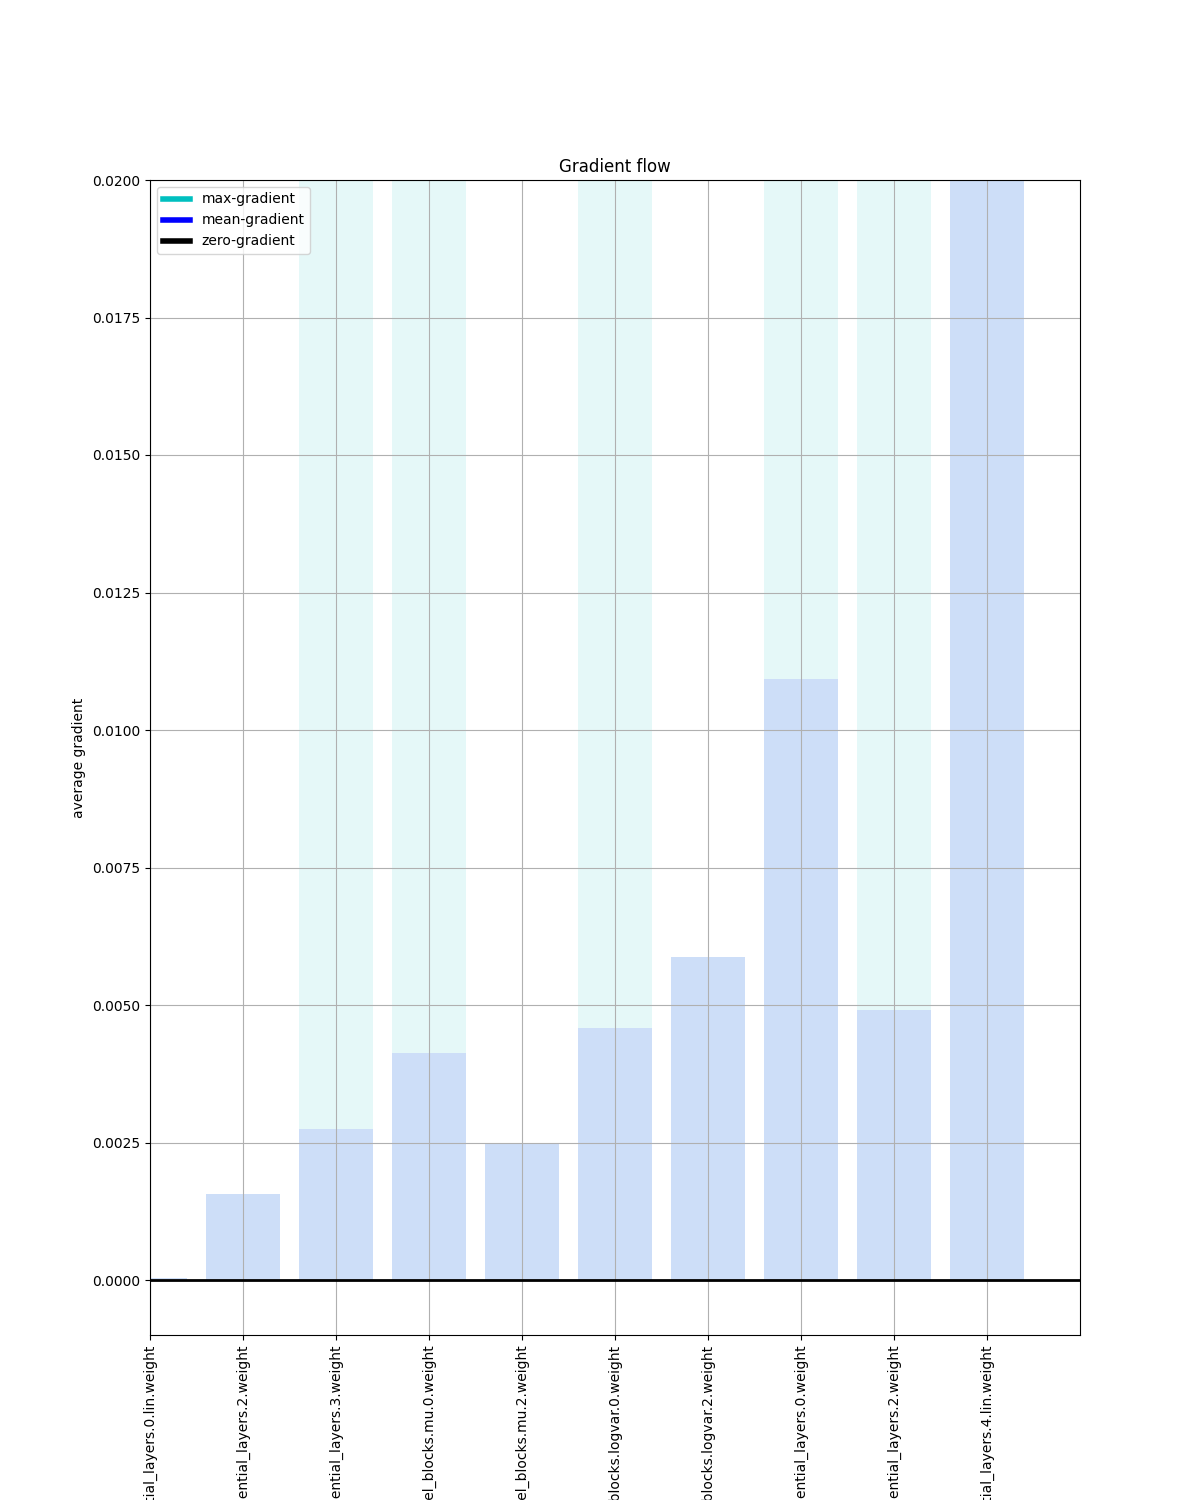 Gradient flow
max-gradient
mean-gradient
zero-gradient
0.0200
0.0175
0.0150
0.0125
0.0100
0.0075
0.0050
0.0025
0.0000
average gradient
tial_layers.0.lin.weight
ential_layers.2.weight
ential_layers.3.weight
el_blocks.mu.0.weight
el_blocks.mu.2.weight
blocks.logvar.0.weight
blocks.logvar.2.weight
ential_layers.0.weight
ential_layers.2.weight
tial_layers.4.lin.weight